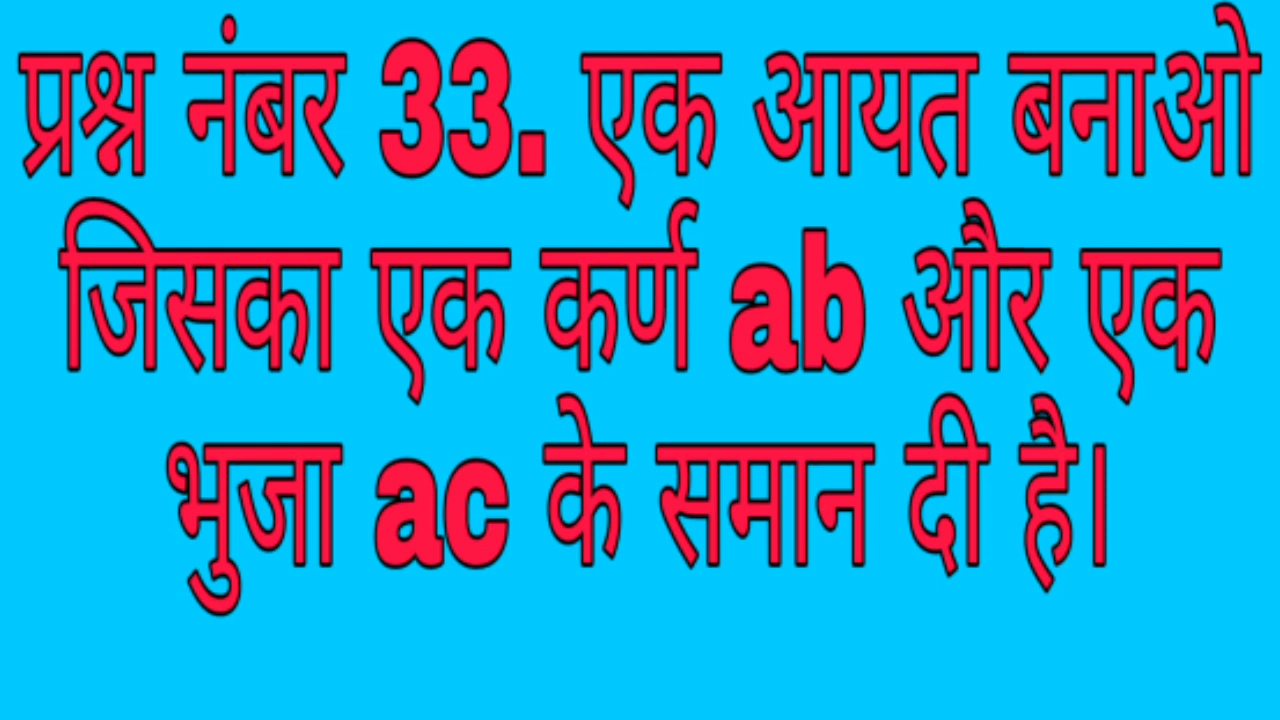 प्रश्न नंबर 33. एक आयत बनाओ
जिसका एक कर्ण ab और एक
भुजा ac के समान दी है।